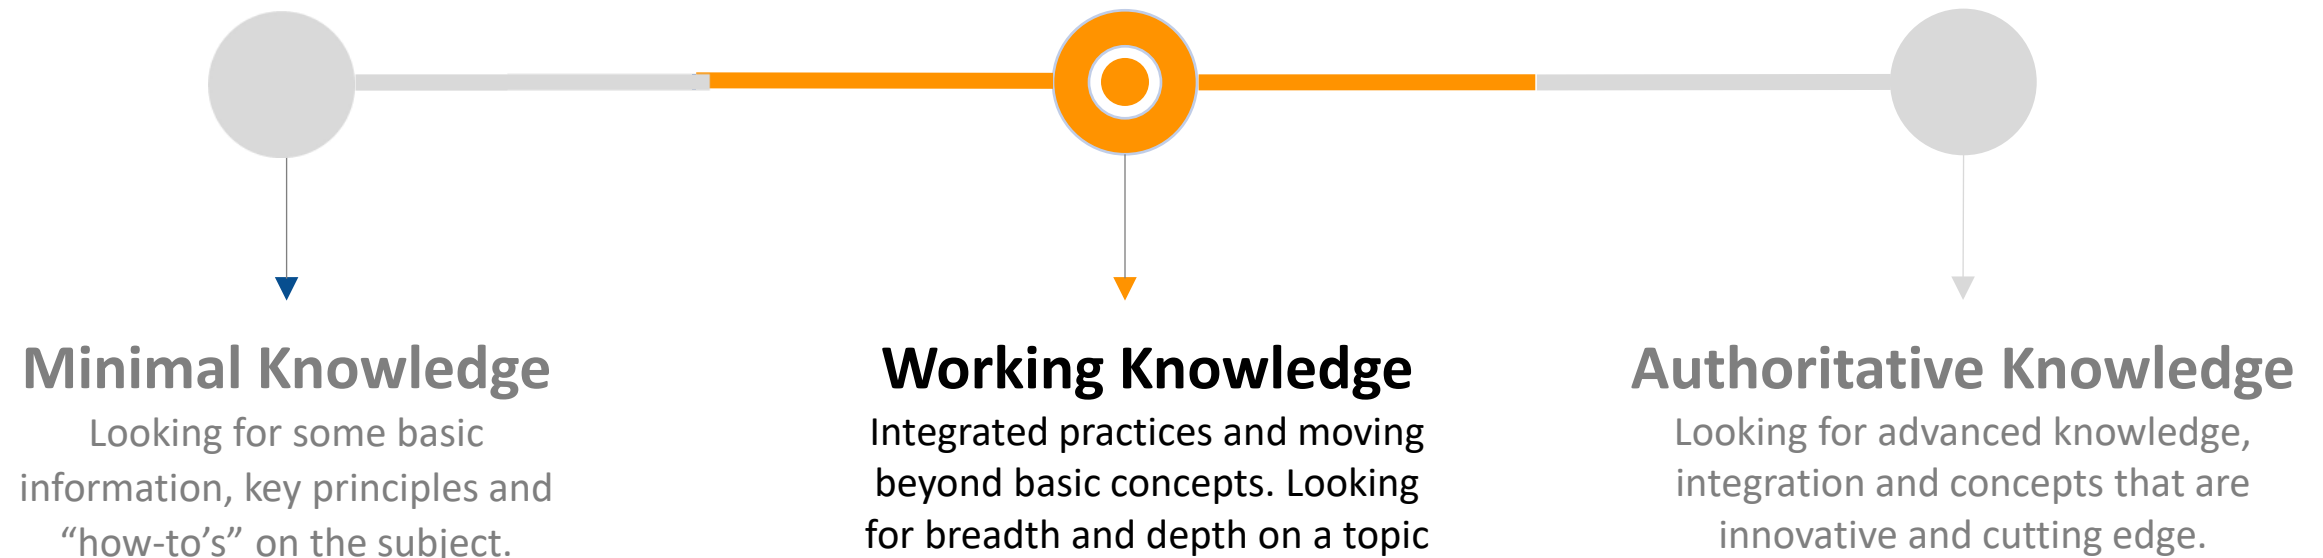 Minimal Knowledge
Looking for some basic
information, key principles and
“how-to’s” on the subject.
Working Knowledge
Integrated practices and moving
beyond basic concepts. Looking
for breadth and depth on a topic
Authoritative Knowledge
Looking for advanced knowledge,
integration and concepts that are
innovative and cutting edge.